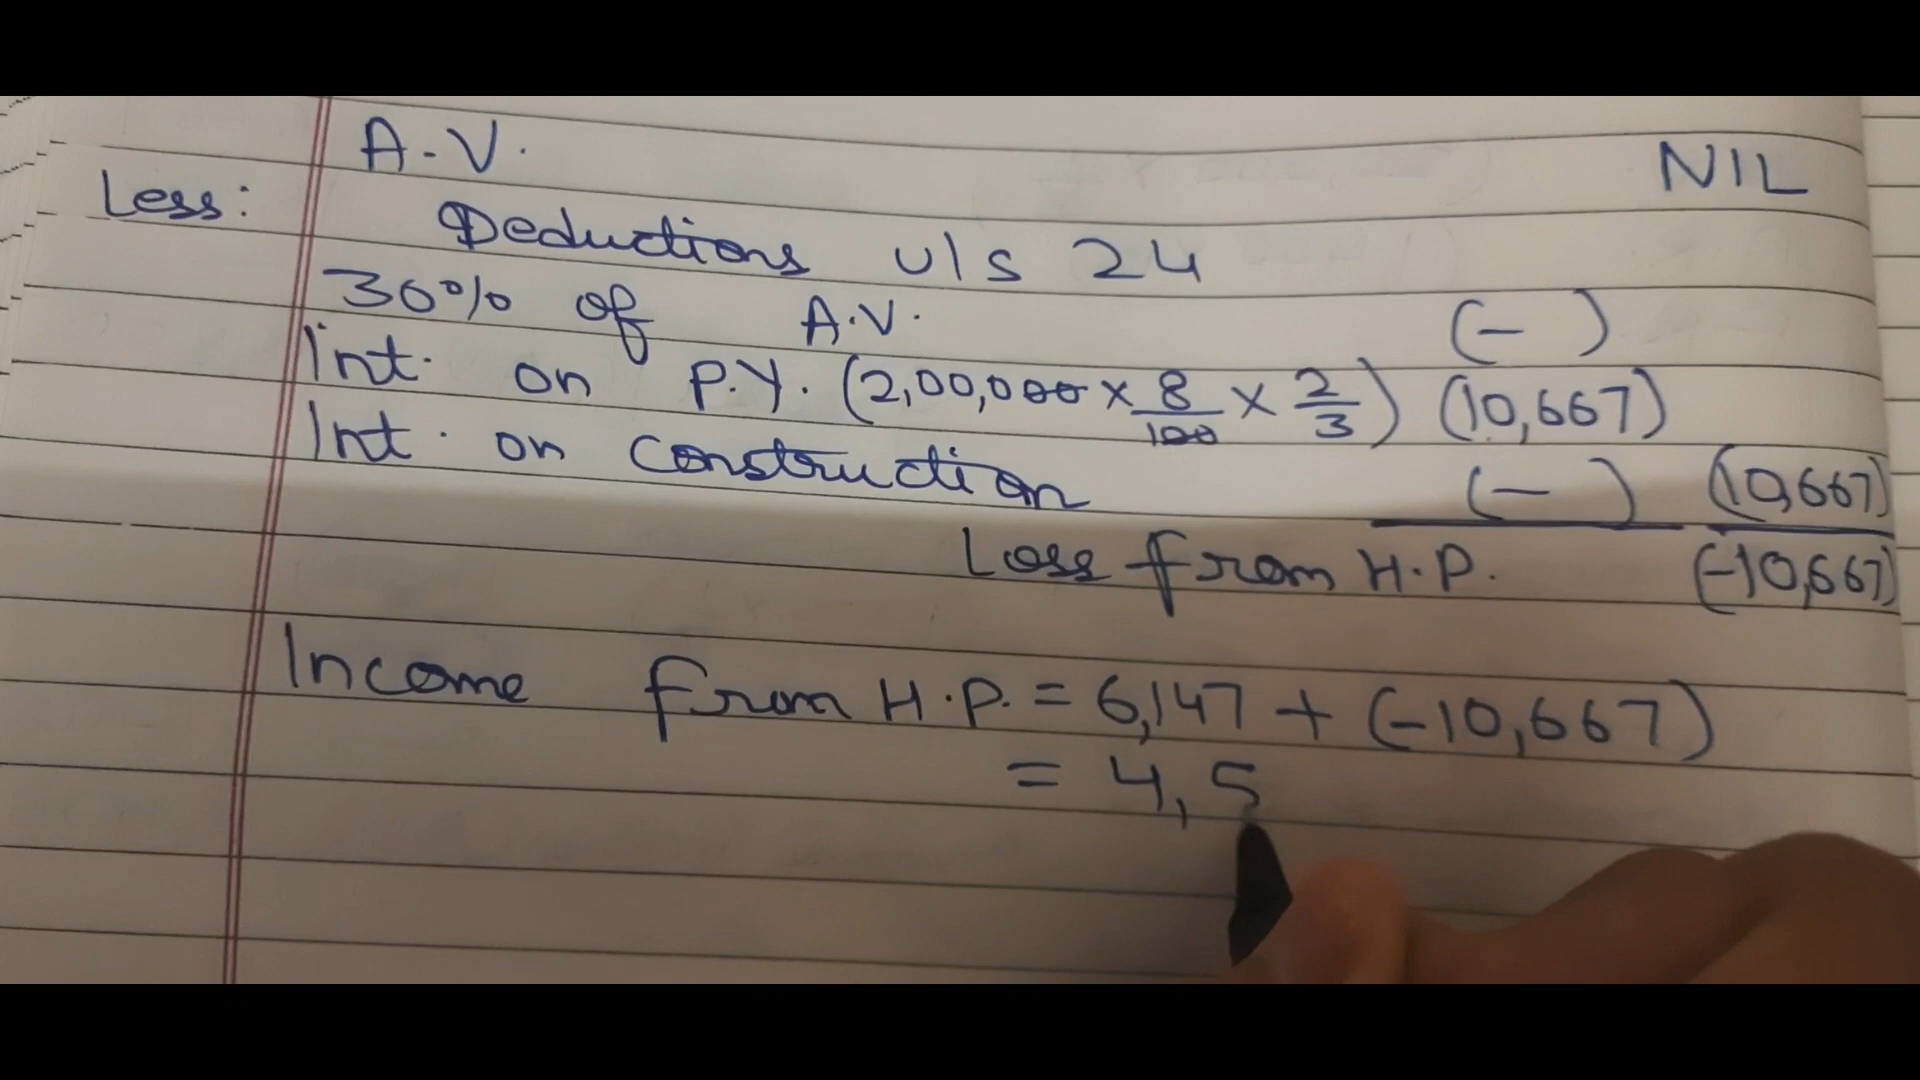 A.V. NIL
Less: Deductions u/s 24
30% of A.V. (-)
Int. on P.Y. (2,00,000 × 8/100 × 2/3) (10,667)
Int. on Construction (-) (10,667)
Loss from H.P. (-10,667)
Income from H.P. = 6,147 + (-10,667)
= 4,5